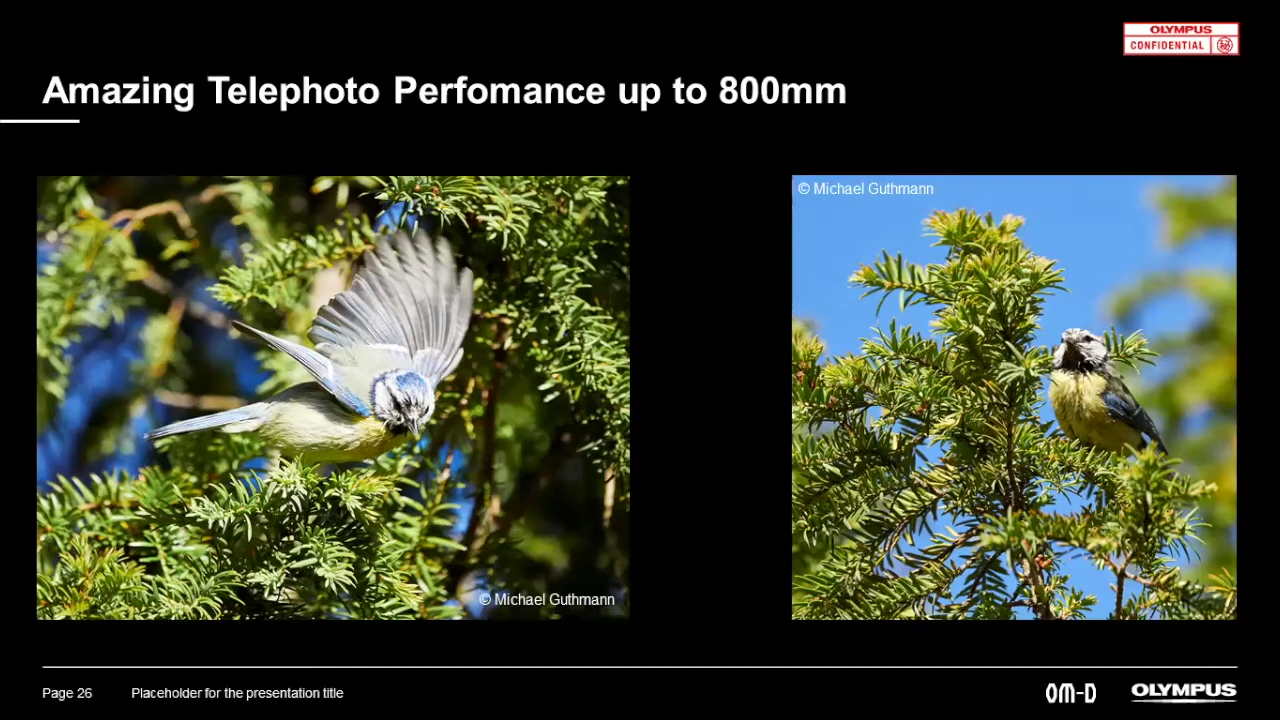 OLYMPUS
CONFIDENTIAL
Amazing Telephoto Perfomance up to 800mm
© Michael Guthmann
© Michael Guthmann
Page 26 Placeholder for the presentation title
OM-D OLYMPUS